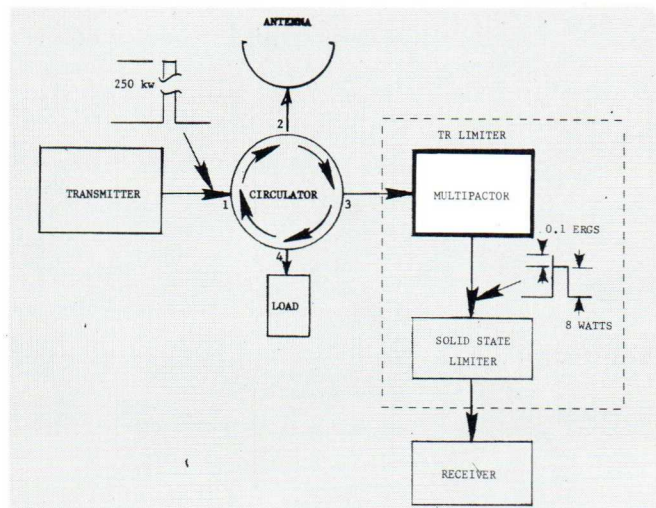 ANTENNA
250 kw
2
TR LIMITER
TRANSMITTER
1
CIRCULATOR
3
MULTIPACTOR
4
0.1 ERGS
LOAD
8 WATTS
SOLID STATE
LIMITER
RECEIVER